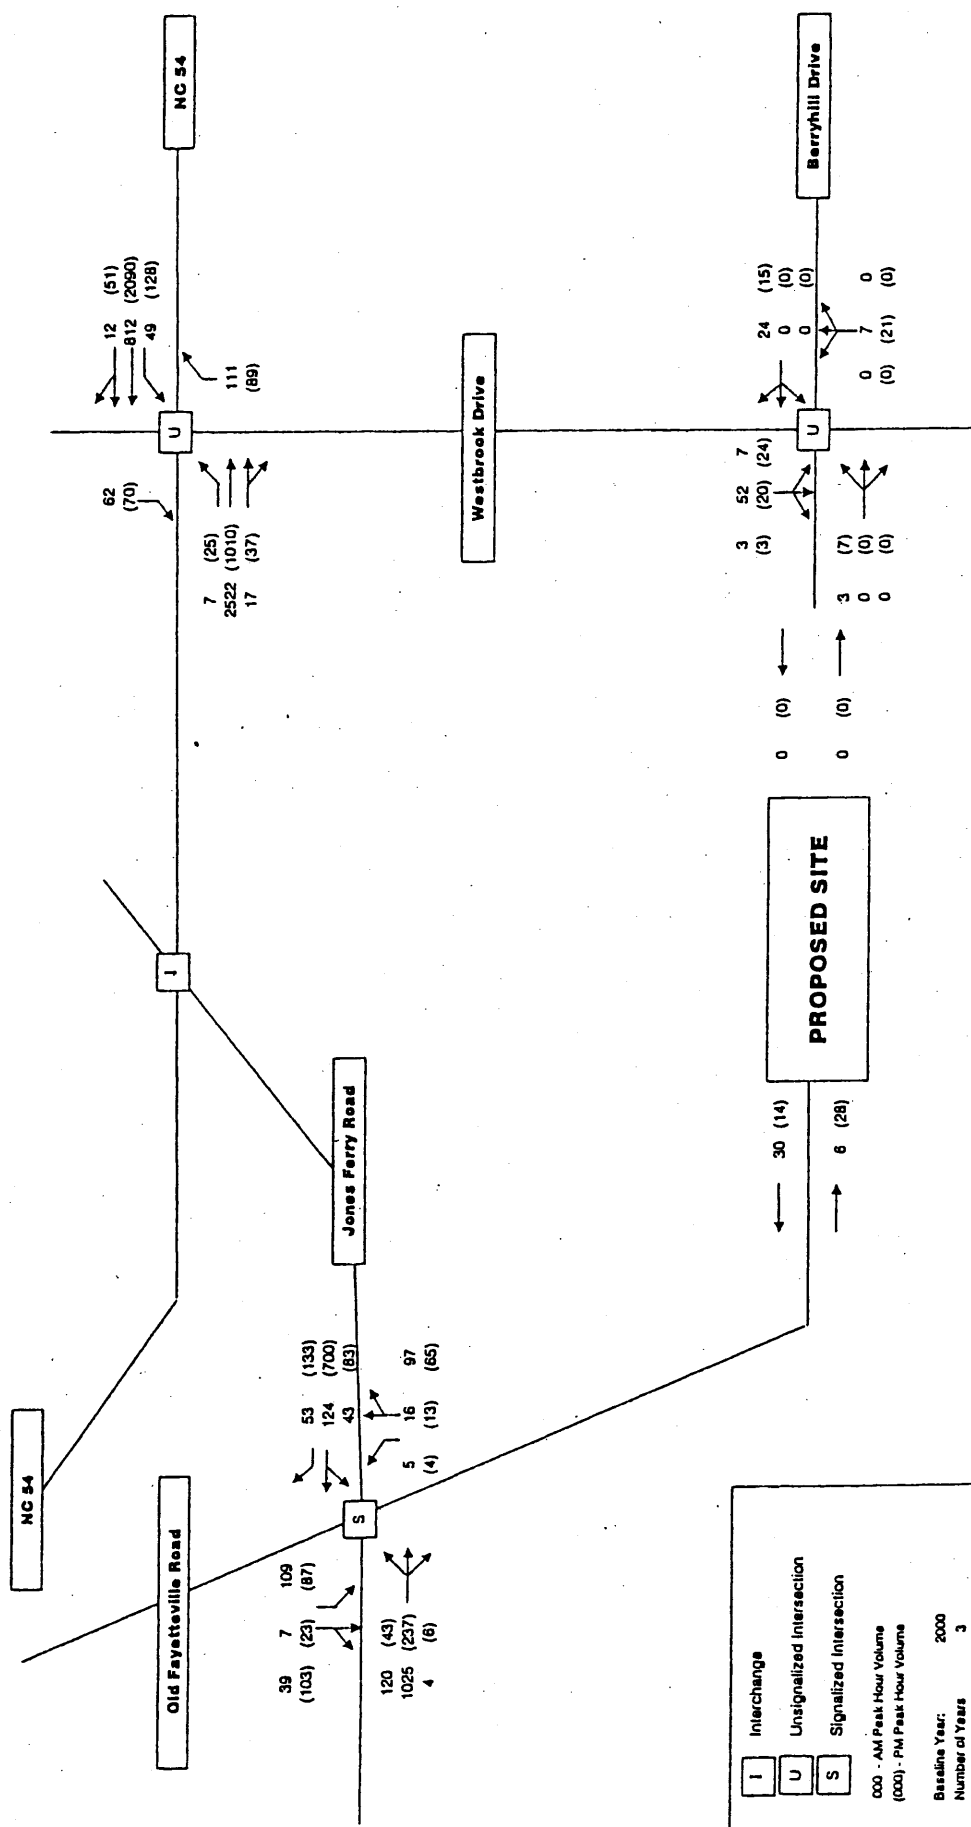 NC 54
Old Fayetteville Road
NC 54
Jones Ferry Road
Westbrook Drive
Berryhill Drive
PROPOSED SITE
I
U
S
U
12 (51)
812 (2090)
49 (128)
62
(70)
111
(89)
7 (25)
2522 (1010)
17 (37)
39 7 109
(103) (23) (87)
53 (133)
124 (700)
43 (83)
120 (43)
1025 (237)
4 (6)
5 16 97
(4) (13) (65)
30 (14)
6 (28)
0 (0)
0 (0)
3 52 7
(3) (20) (24)
24 (15)
0 (0)
0 (0)
3 (7)
0 (0)
0 (0)
0 7 0
(0) (21) (0)
I Interchange
U Unsignalized Intersection
S Signalized Intersection
000 - AM Peak Hour Volume
(000) - PM Peak Hour Volume
Baseline Year: 2000
Number of Years 3